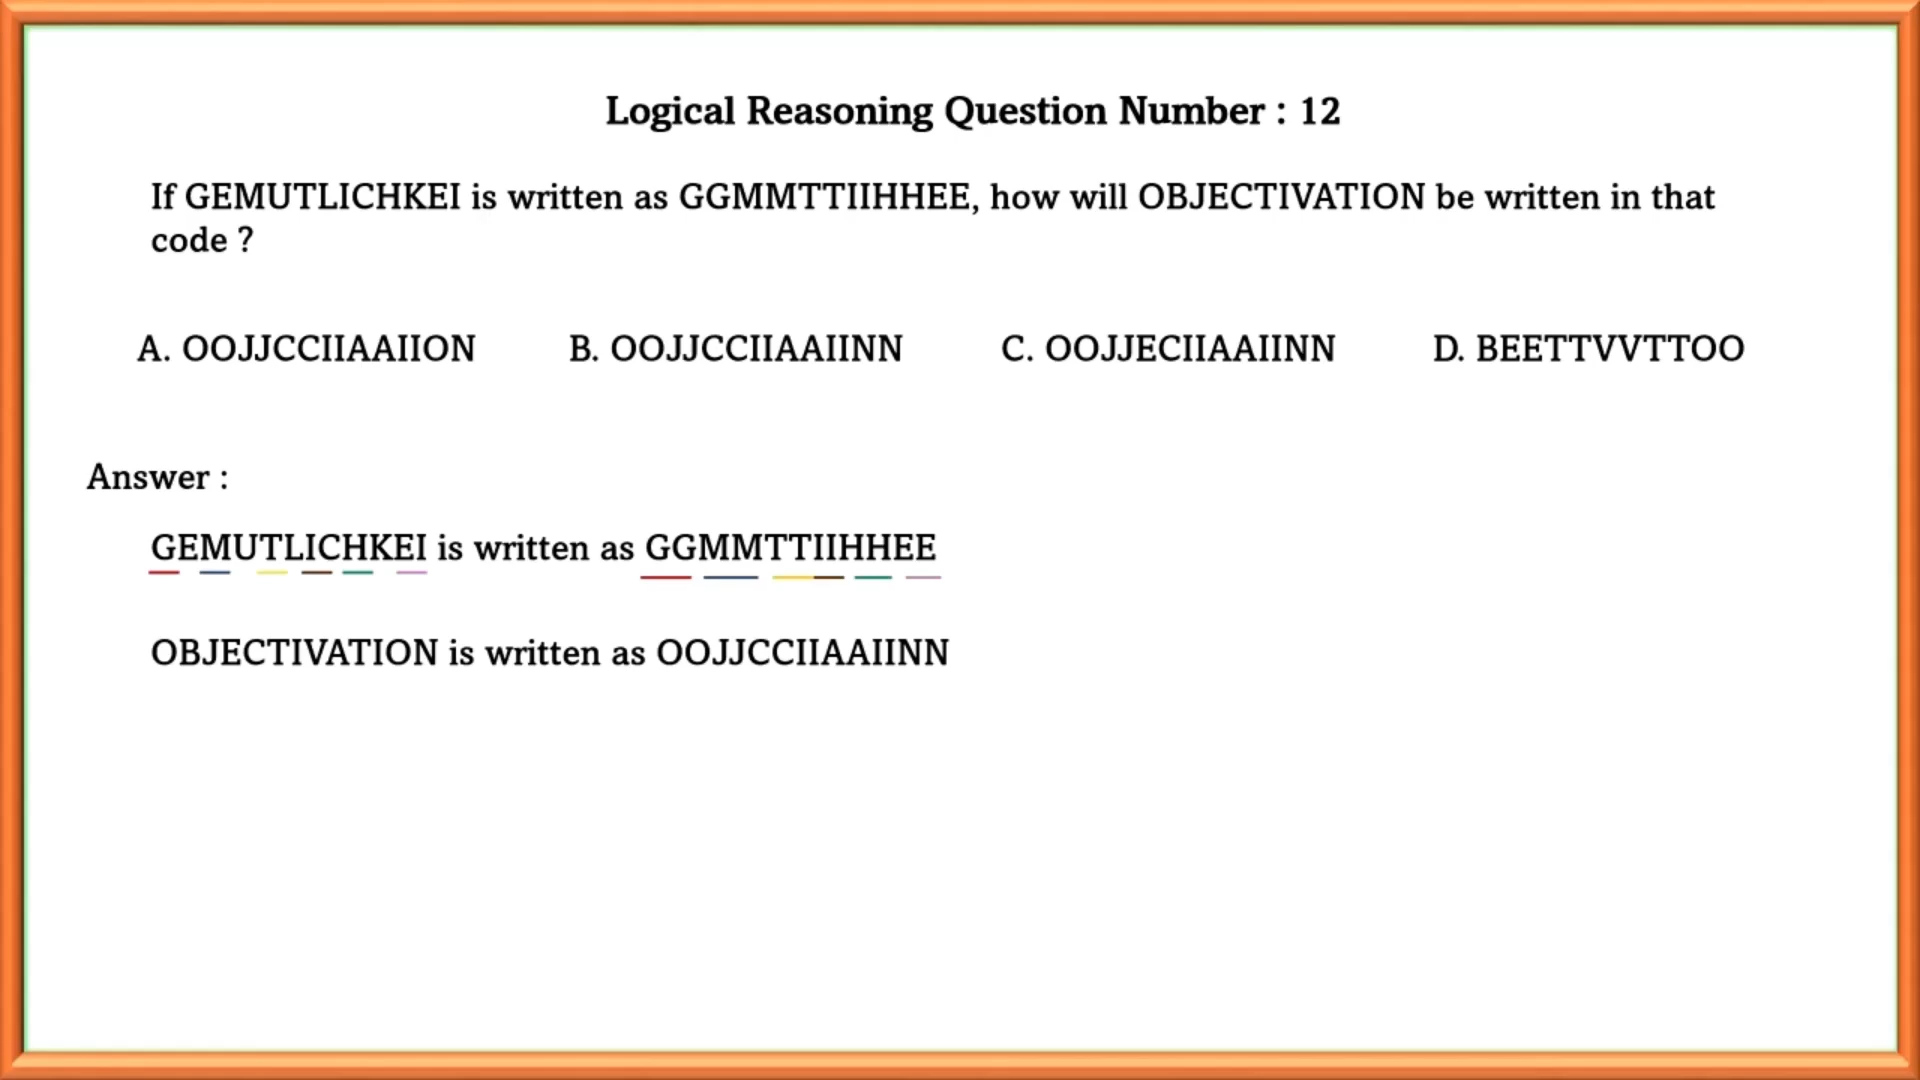 Logical Reasoning Question Number : 12
If GEMUTLICHKEI is written as GGMMTTIIHHEE, how will OBJECTIVATION be written in that
code ?
A. OOJJCCIIAAIION B. OOJJCCIIAAIINN C. OOJJECIIAAIINN D. BEETTVVTTOO
Answer :
GEMUTLICHKEI is written as GGMMTTIIHHEE
OBJECTIVATION is written as OOJJCCIIAAIINN